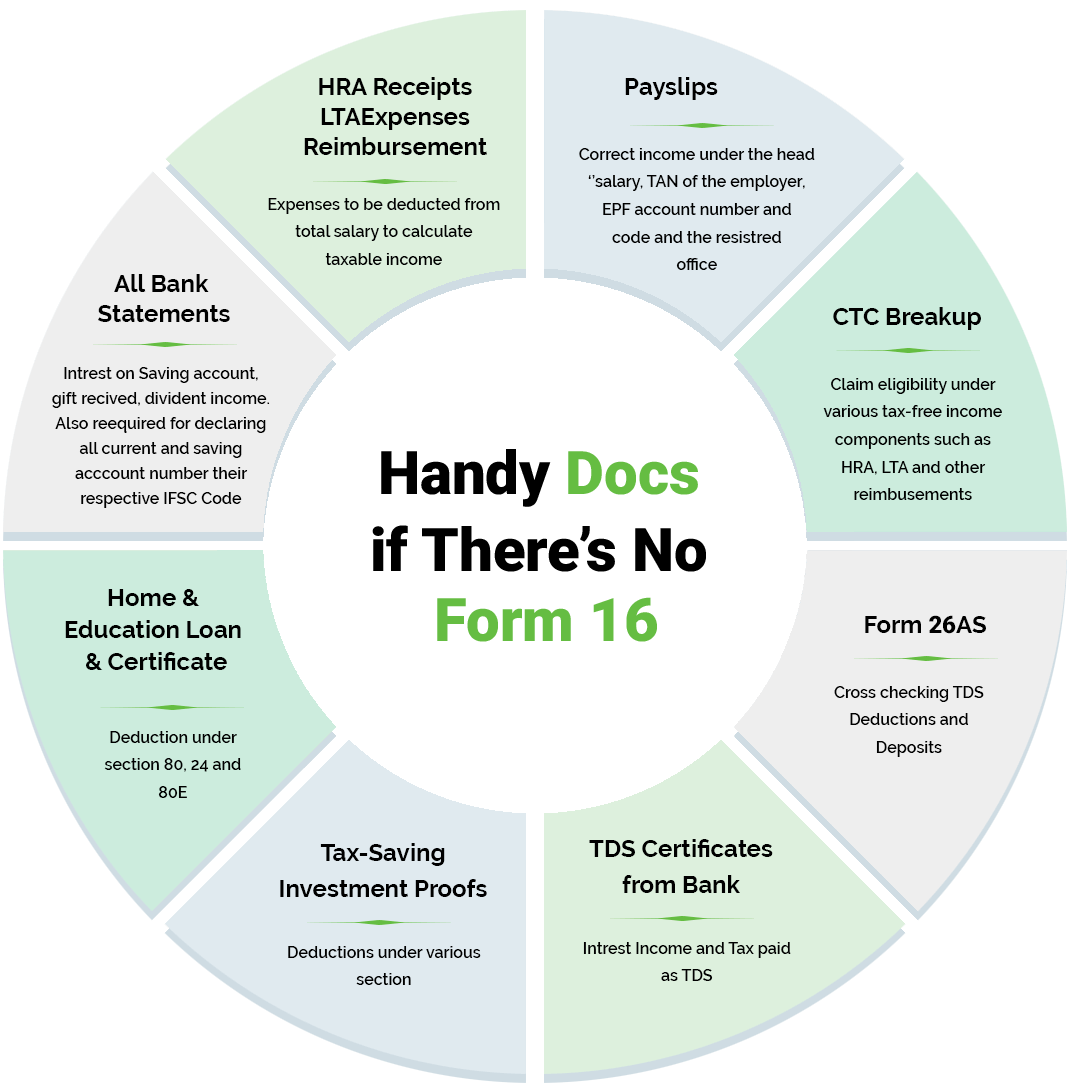 Handy Docs
if There's No
Form 16
Payslips
Correct income under the head
‘’salary, TAN of the employer,
EPF account number and
code and the resistred
office
CTC Breakup
Claim eligibility under
various tax-free income
components such as
HRA, LTA and other
reimbusements
Form 26AS
Cross checking TDS
Deductions and
Deposits
TDS Certificates
from Bank
Intrest Income and Tax paid
as TDS
Tax-Saving
Investment Proofs
Deductions under various
section
Home &
Education Loan
& Certificate
Deduction under
section 80, 24 and
80E
All Bank
Statements
Intrest on Saving account,
gift recived, divident income.
Also reequired for declaring
all current and saving
acccount number their
respective IFSC Code
HRA Receipts
LTAExpenses
Reimbursement
Expenses to be deducted from
total salary to calculate
taxable income